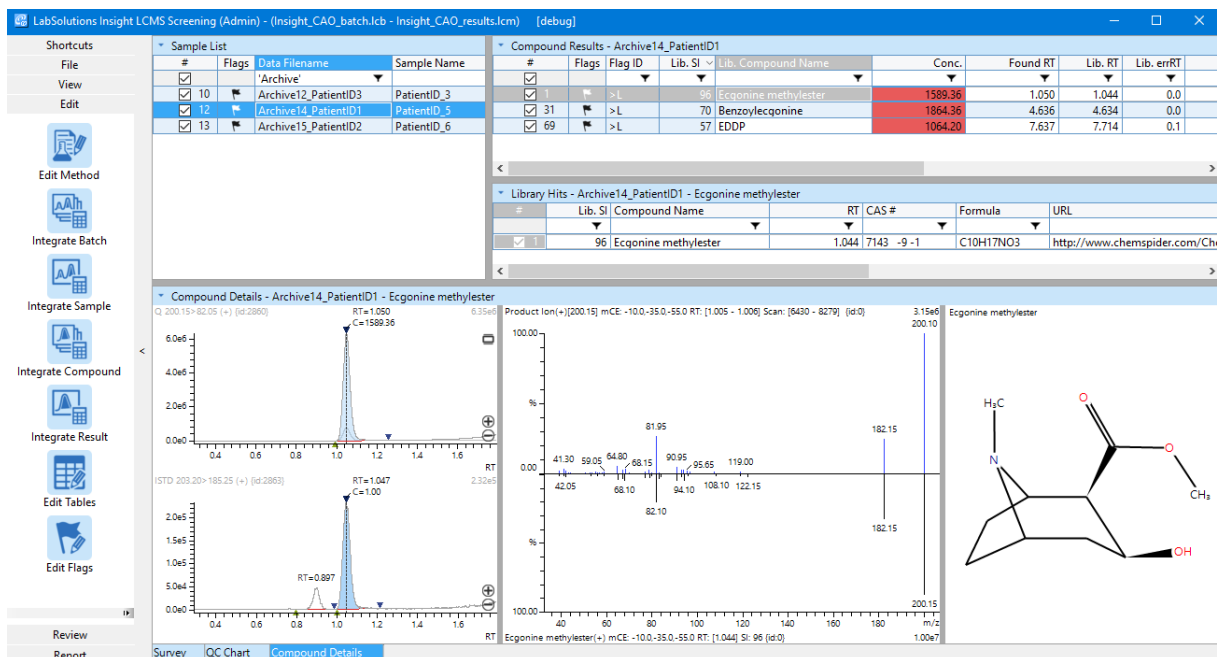 LabSolutions Insight LCMS Screening (Admin) - (Insight_CAO_batch.lcb - Insight_CAO_results.lcm) [debug]
Shortcuts
File
View
Edit
Edit Method
Integrate Batch
Integrate Sample
Integrate Compound
Integrate Result
Edit Tables
Edit Flags
Review
Report
<
Sample List
# Flags Data Filename Sample Name
'Archive'
10 Archive12_PatientID3 PatientID_3
12 Archive14_PatientID1 PatientID_5
13 Archive15_PatientID2 PatientID_6
Compound Results - Archive14_PatientID1
# Flags Flag ID Lib. SI Lib. Compound Name Conc. Found RT Lib. RT Lib. errRT
1 >L 96 Ecgonine methylester 1589.36 1.050 1.044 0.0
31 >L 70 Benzoylecgonine 1864.36 4.636 4.634 0.0
69 >L 57 EDDP 1064.20 7.637 7.714 0.1
Library Hits - Archive14_PatientID1 - Ecgonine methylester
# Lib. SI Compound Name RT CAS # Formula URL
1 96 Ecgonine methylester 1.044 7143 -9 -1 C10H17NO3 http://www.chemspider.com/Che
Compound Details - Archive14_PatientID1 - Ecgonine methylester
Q 200.15>82.05 (+) {id:2860} RT=1.050 6.35e6
C=1589.36
6.0e6
4.0e6
2.0e6
0.0e0
0.4 0.6 0.8 1.0 1.2 1.4 1.6
RT
ISTD 203.20>185.25 (+) {id:2863} RT=1.047 2.32e5
C=1.00
2.0e5
1.5e5
1.0e5
5.0e4
0.0e0
RT=0.897
0.4 0.6 0.8 1.0 1.2 1.4 1.6
RT
Product Ion(+)[200.15] mCE: -10.0,-35.0,-55.0 RT: [1.005 - 1.006] Scan: [6430 - 8279] {id:0} 3.15e6
100.00 200.10
%
81.95 182.15
41.30 59.05 64.80 68.15 90.95 95.65 119.00
0.00
42.05 68.10 94.10 108.10 122.15
82.10 182.15
%
200.15
100.00
40 60 80 100 120 140 160 180 m/z
Ecgonine methylester(+) mCE: -10.0,-35.0,-55.0 RT: [1.044] SI: 96 {id:0} 1.00e7
Ecgonine methylester
H₃C
O
N
O
CH₃
OH
Survey QC Chart Compound Details